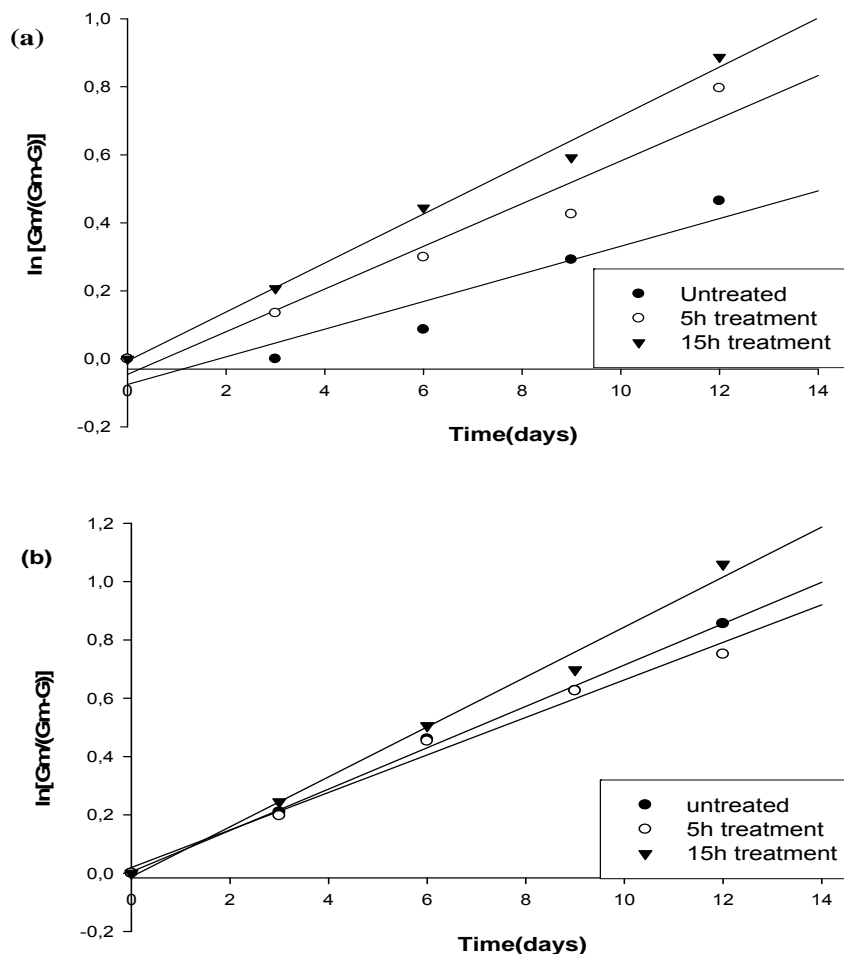 (a)
ln [Gm/(Gm-G)]
1,0
0,8
0,6
0,4
0,2
0,0
-0,2
0 2 4 6 8 10 12 14
Time(days)
Untreated
5h treatment
15h treatment
(b)
ln[Gm/(Gm-G)]
1,2
1,0
0,8
0,6
0,4
0,2
0,0
-0,2
0 2 4 6 8 10 12 14
Time(days)
untreated
5h treatment
15h treatment